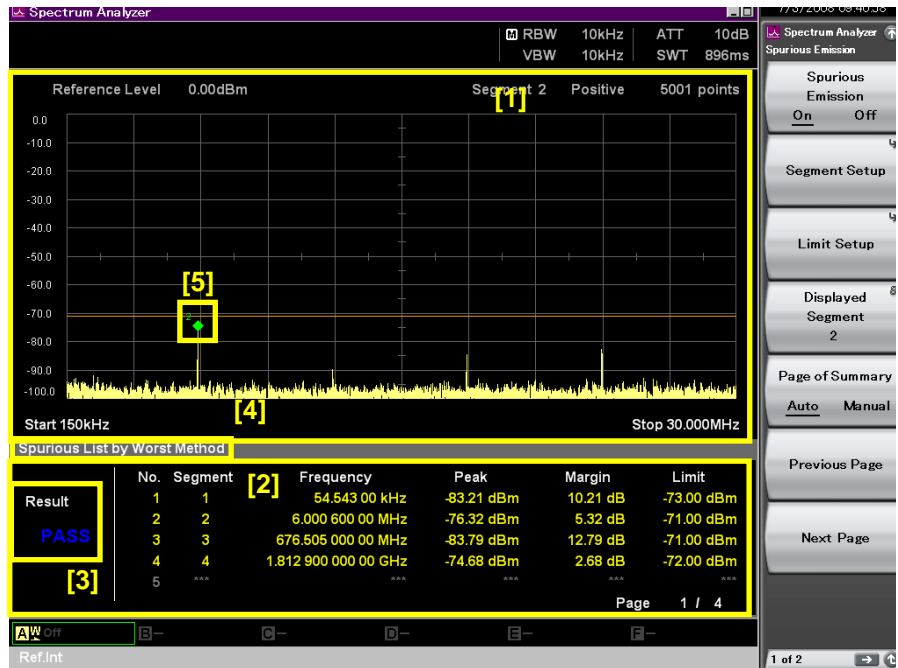 Spectrum Analyzer
7/3/2008 09:40:58
M RBW 10kHz ATT 10dB
VBW 10kHz SWT 896ms
Reference Level 0.00dBm Segment 2 Positive 5001 points
[1]
0.0
-10.0
-20.0
-30.0
-40.0
-50.0
-60.0
-70.0
-80.0
-90.0
-100.0
[5]
2
[4]
Start 150kHz Stop 30.000MHz
Spurious List by Worst Method
Result
PASS
[3]
[2]
No. Segment Frequency Peak Margin Limit
1 1 54.543 00 kHz -83.21 dBm 10.21 dB -73.00 dBm
2 2 6.000 600 00 MHz -76.32 dBm 5.32 dB -71.00 dBm
3 3 676.505 000 00 MHz -83.79 dBm 12.79 dB -71.00 dBm
4 4 1.812 900 000 00 GHz -74.68 dBm 2.68 dB -72.00 dBm
5 *** *** *** *** ***
Page 1 / 4
A W Off B- C- D- E- F-
Ref.Int
Spectrum Analyzer
Spurious Emission
Spurious
Emission
On Off
Segment Setup
Limit Setup
Displayed
Segment
2
Page of Summary
Auto Manual
Previous Page
Next Page
1 of 2